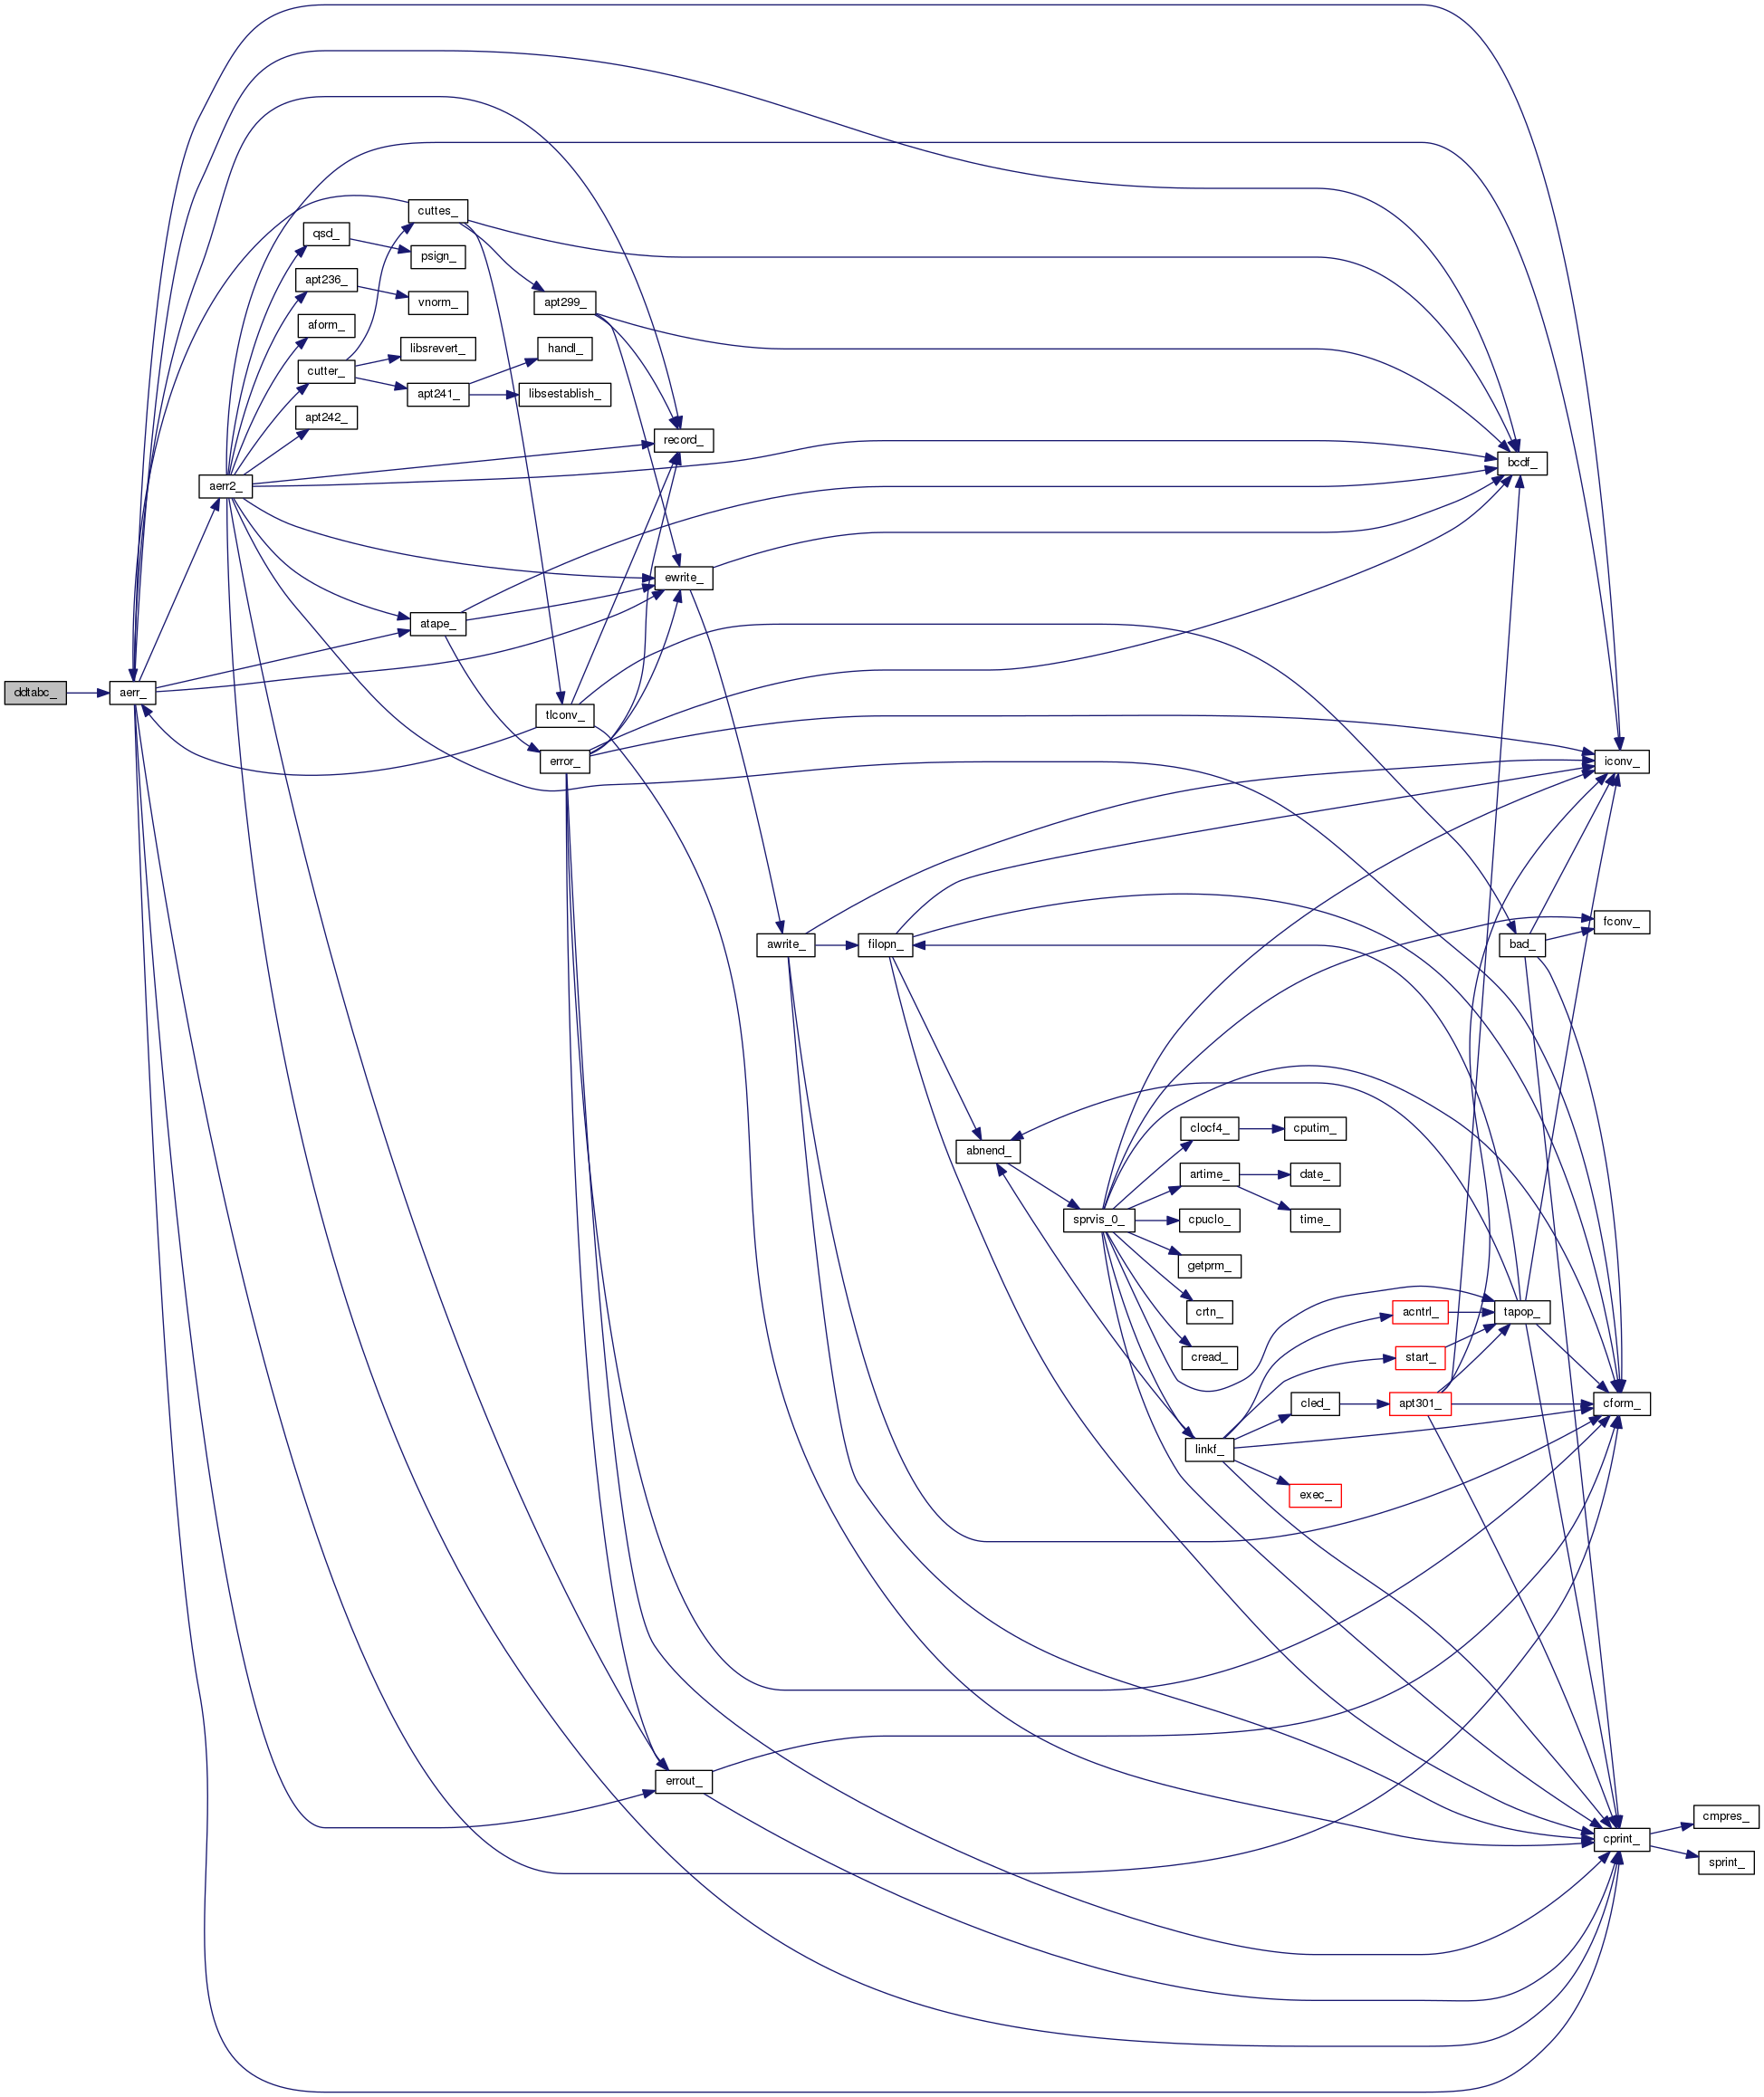 ddtabc_
aerr_
aerr2_
qsd_
apt236_
aform_
cutter_
apt242_
cuttes_
psign_
vnorm_
libsrevert_
apt241_
atape_
apt299_
handl_
libsestablish_
tlconv_
error_
record_
ewrite_
errout_
awrite_
filopn_
abnend_
sprvis_0_
clocf4_
artime_
cpuclo_
getprm_
crtn_
cread_
linkf_
cputim_
date_
time_
cled_
exec_
acntrl_
start_
apt301_
bcdf_
bad_
tapop_
iconv_
fconv_
cform_
cprint_
cmpres_
sprint_